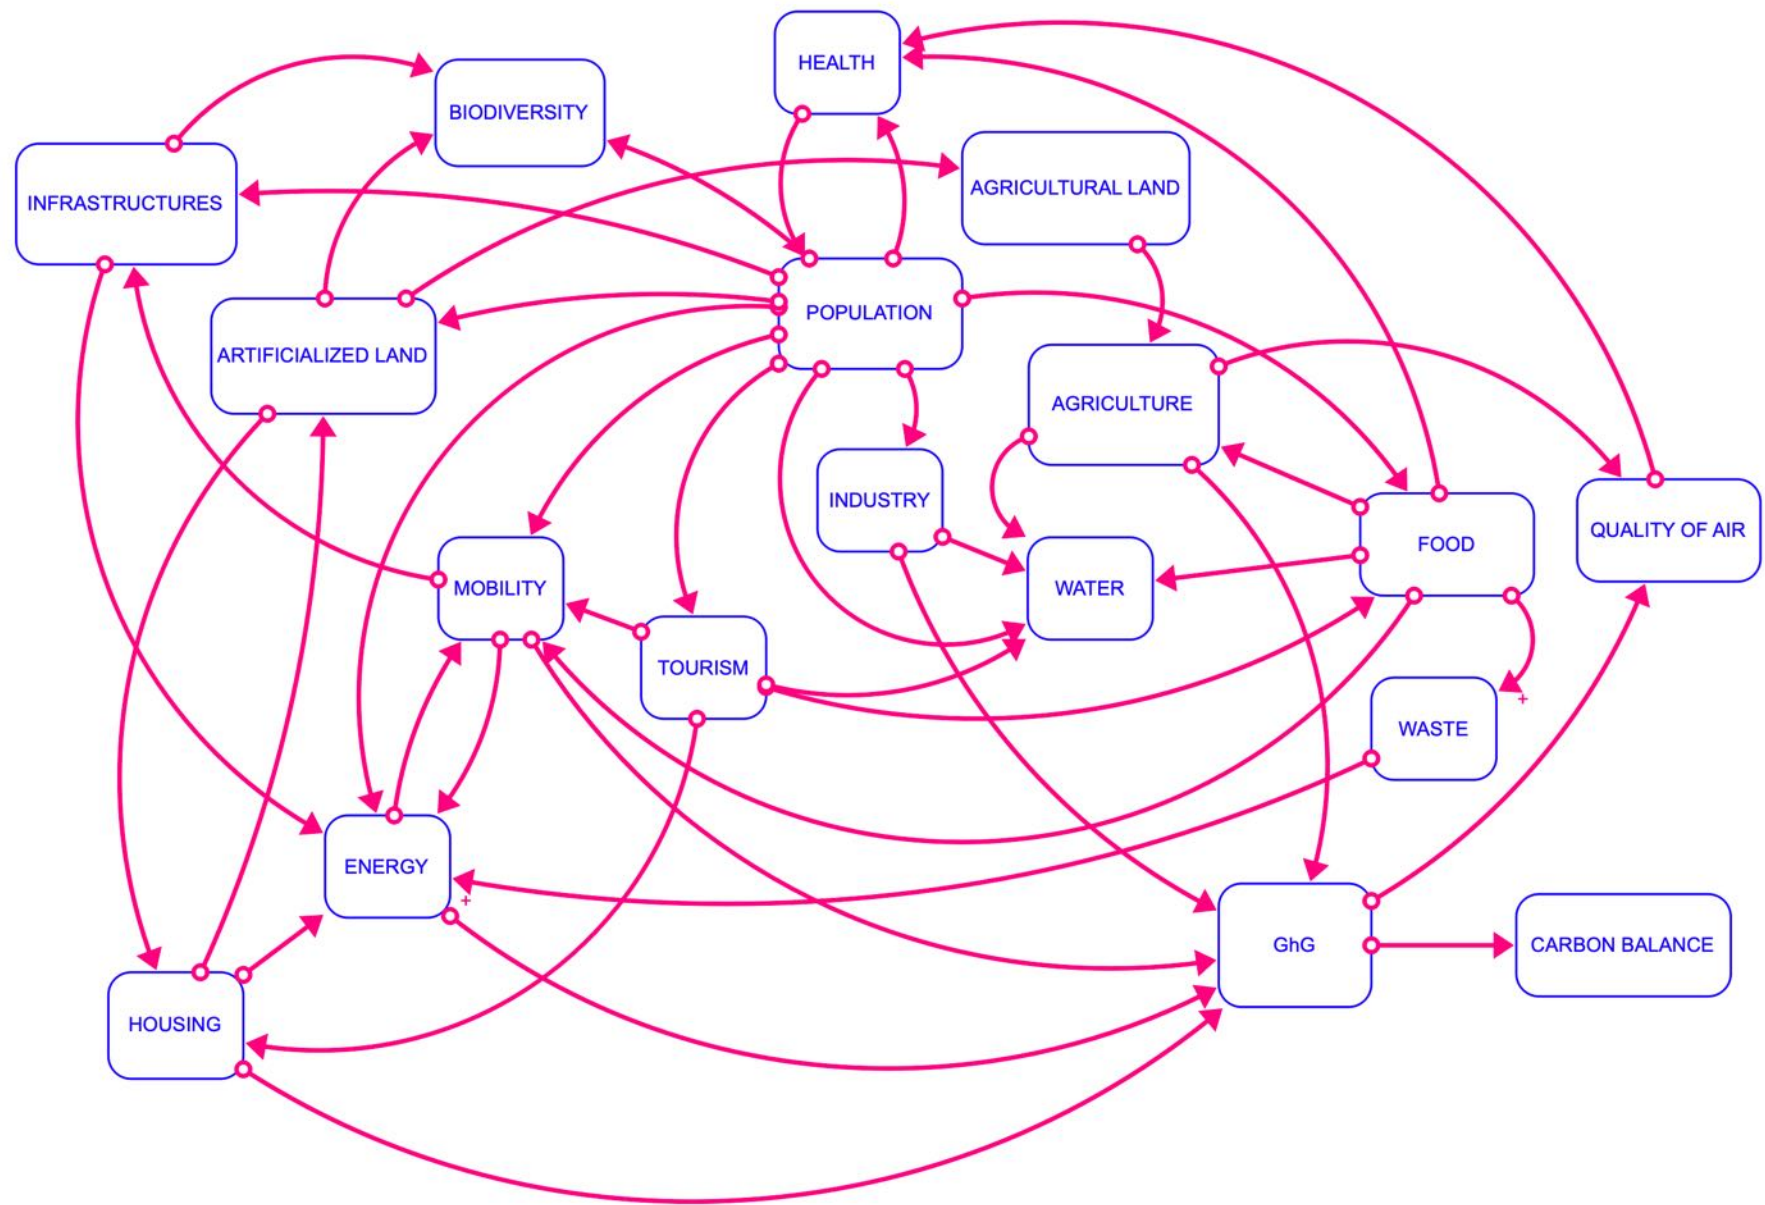 HEALTH
BIODIVERSITY
AGRICULTURAL LAND
INFRASTRUCTURES
POPULATION
ARTIFICIALIZED LAND
AGRICULTURE
INDUSTRY
QUALITY OF AIR
FOOD
MOBILITY
WATER
TOURISM
+
WASTE
ENERGY
+
GhG
CARBON BALANCE
HOUSING